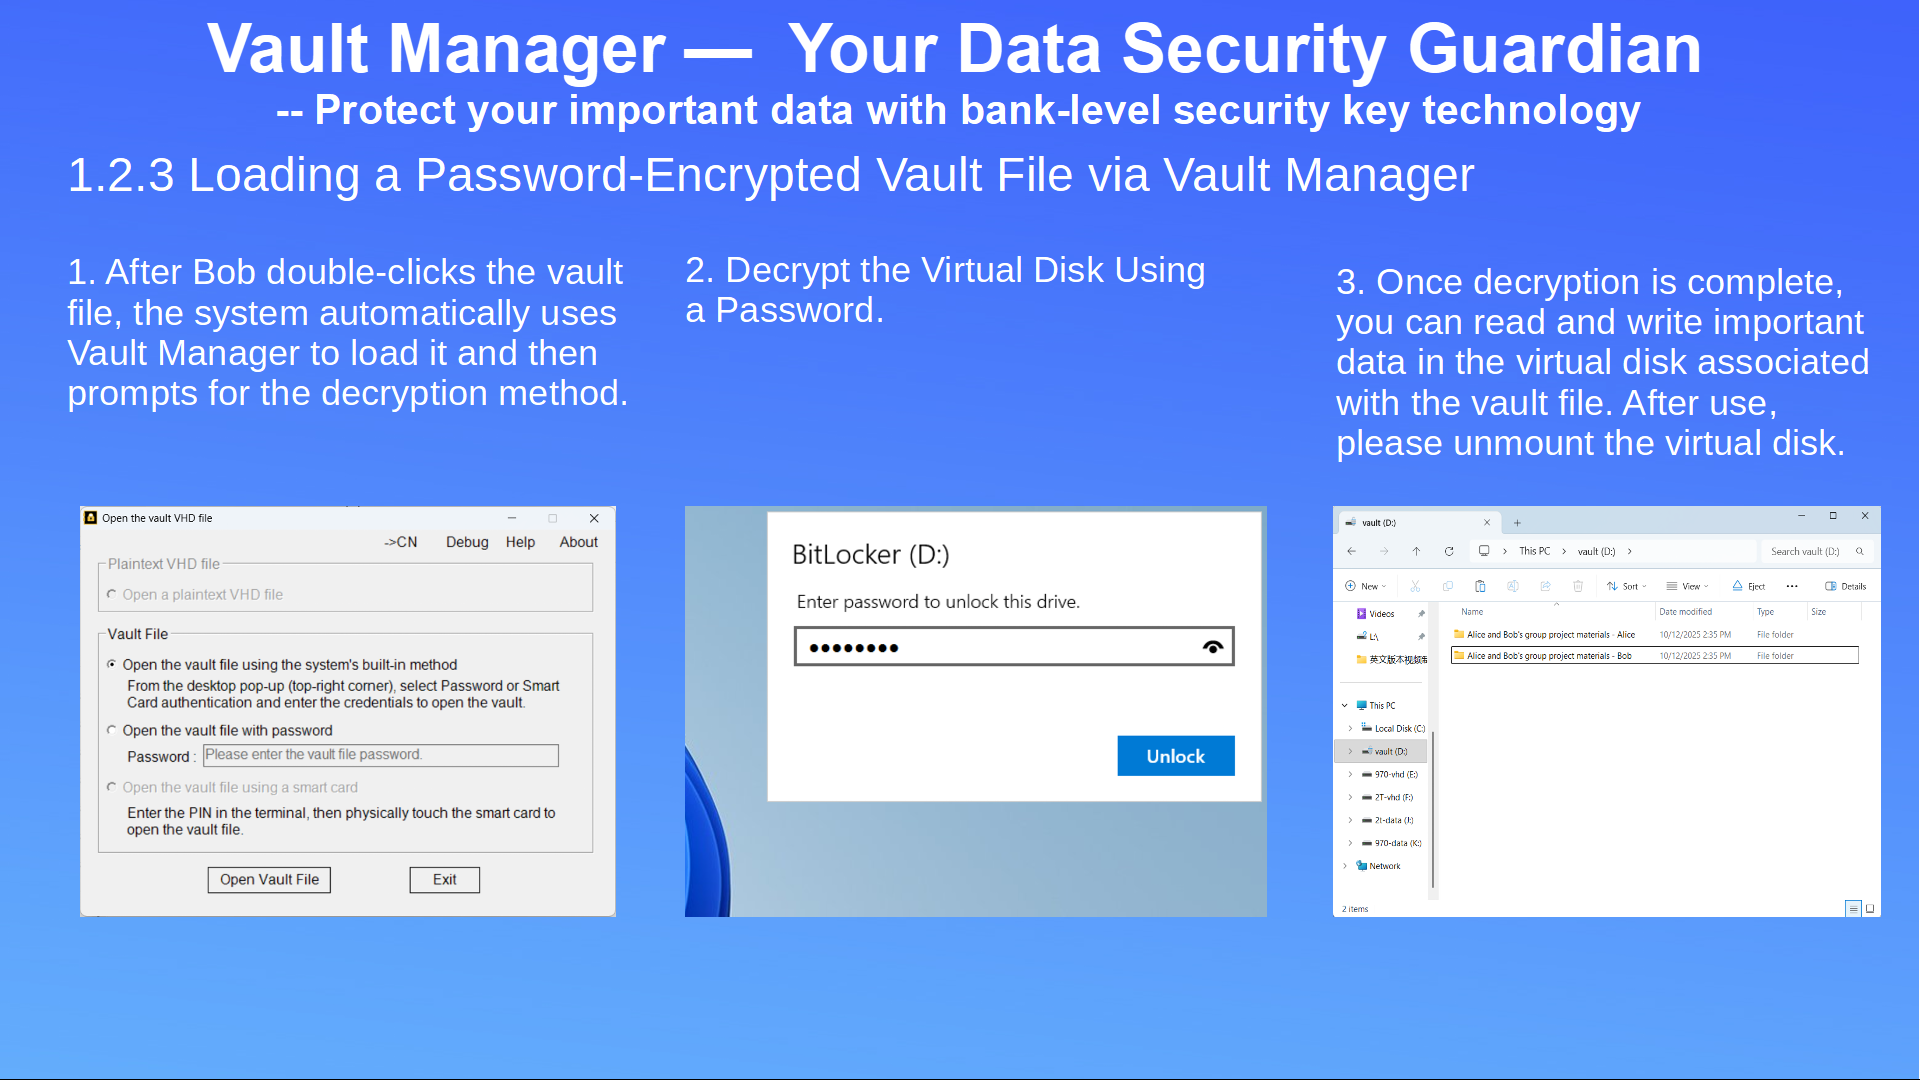 Vault Manager — Your Data Security Guardian
-- Protect your important data with bank-level security key technology
1.2.3 Loading a Password-Encrypted Vault File via Vault Manager
1. After Bob double-clicks the vault
file, the system automatically uses
Vault Manager to load it and then
prompts for the decryption method.
2. Decrypt the Virtual Disk Using
a Password.
3. Once decryption is complete,
you can read and write important
data in the virtual disk associated
with the vault file. After use,
please unmount the virtual disk.
Open the vault VHD file
->CN Debug Help About
Plaintext VHD file
Open a plaintext VHD file
Vault File
Open the vault file using the system's built-in method
From the desktop pop-up (top-right corner), select Password or Smart
Card authentication and enter the credentials to open the vault.
Open the vault file with password
Password : Please enter the vault file password.
Open the vault file using a smart card
Enter the PIN in the terminal, then physically touch the smart card to
open the vault file.
Open Vault File Exit
BitLocker (D:)
Enter password to unlock this drive.
Unlock
vault (D:)
This PC > vault (D:) > Search vault (D:)
New Sort View Eject ... Details
Name Date modified Type Size
Videos
L:\
英文版本视频
Alice and Bob's group project materials - Alice 10/12/2025 2:35 PM File folder
Alice and Bob's group project materials - Bob 10/12/2025 2:35 PM File folder
This PC
Local Disk (C:)
vault (D:)
970-vhd (E:)
2T-vhd (F:)
2t-data (J:)
970-data (K:)
Network
2 items